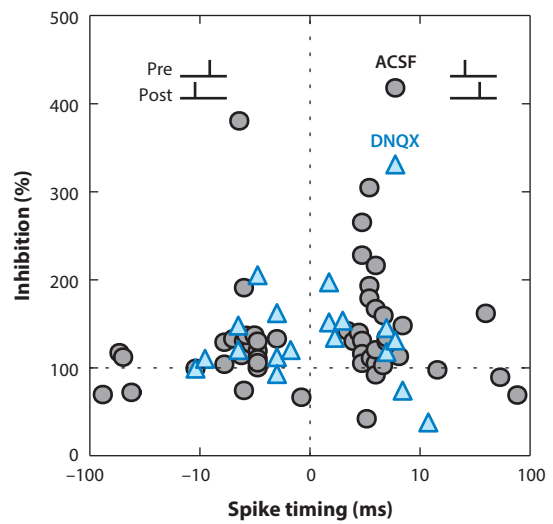 500
400
300
200
100
0
Inhibition (%)
Pre
Post
ACSF
DNQX
–100
–10
0
10
100
Spike timing (ms)